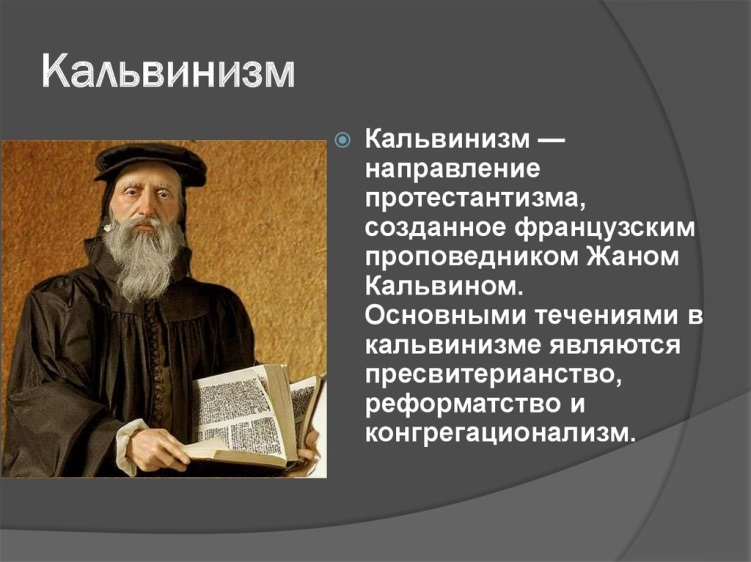 Кальвинизм
Кальвинизм —
направление
протестантизма,
созданное французским
проповедником Жаном
Кальвином.
Основными течениями в
кальвинизме являются
пресвитерианство,
реформатство и
конгрегационализм.